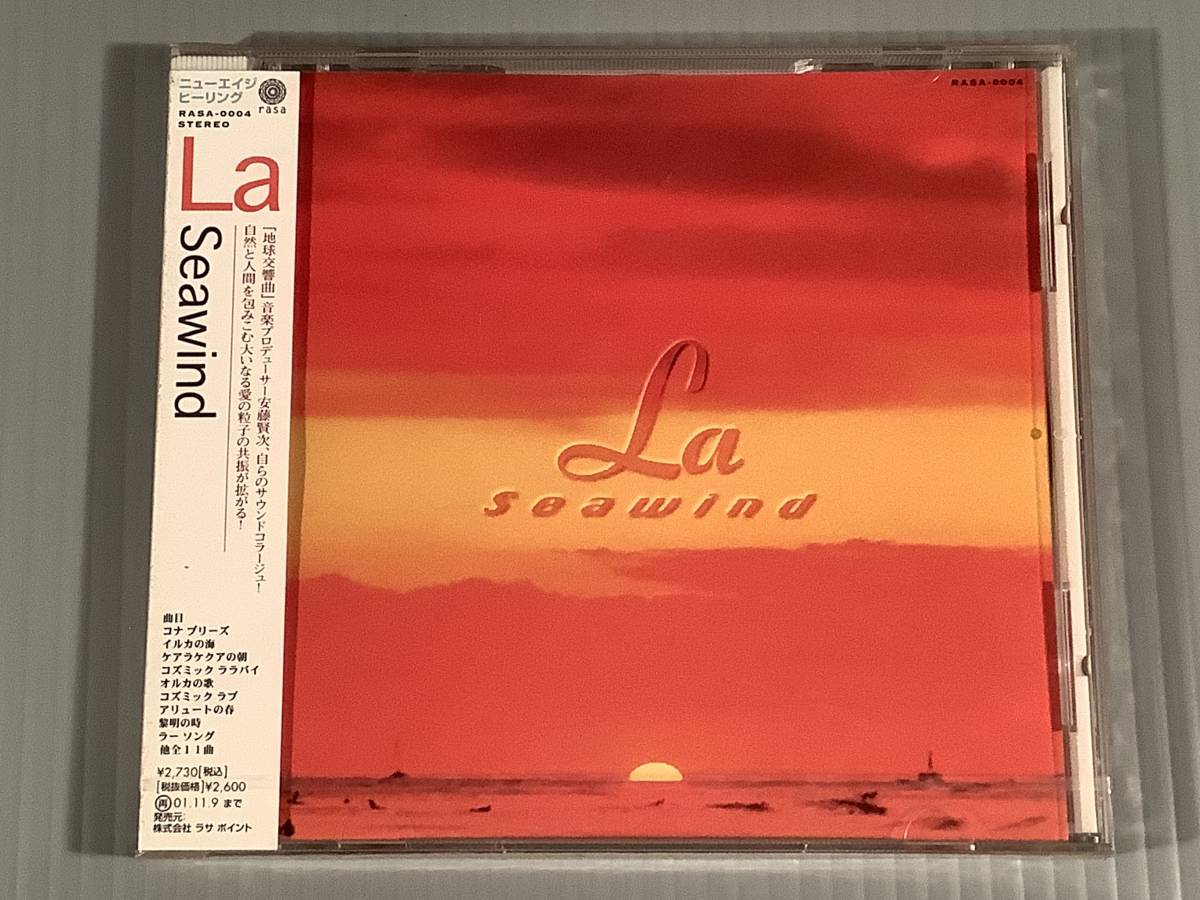 ニューエイジ
ヒーリング
rasa
RASA-0004
STEREO
La
Seawind
「地球交響曲」音楽プロデューサー安藤賢次、自らのサウンドコラージュ!
自然と人間を包みこむ大いなる愛の粒子の共振が拡がる!
曲目
コナ ブリーズ
イルカの海
ケアラケクアの朝
コズミック ララバイ
オルカの歌
コズミック ラブ
アリュートの春
黎明の時
ラー ソング
他全11曲
¥2,730[税込]
[税抜価格]¥2,600
再01.11.9 まで
発売元:
株式会社 ラサ ポイント
RASA-0004
La
seawind